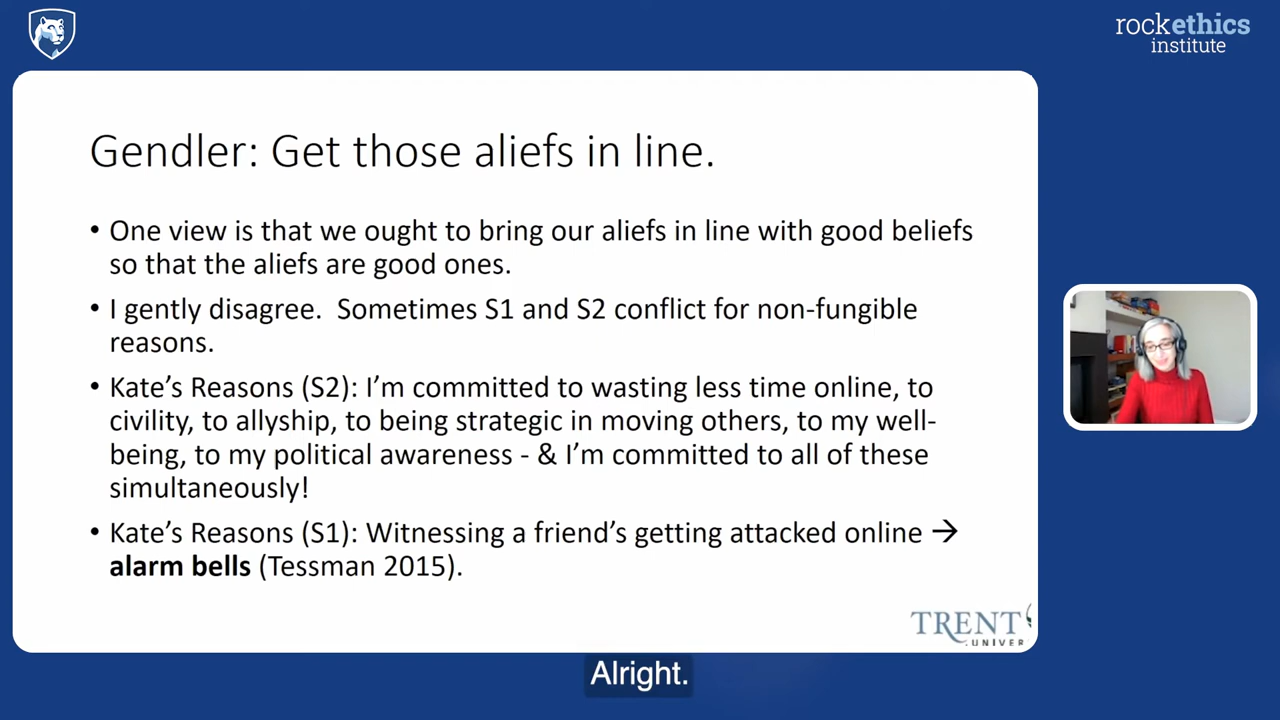 rockethics
institute
Gendler: Get those aliefs in line.
• One view is that we ought to bring our aliefs in line with good beliefs
so that the aliefs are good ones.
• I gently disagree.  Sometimes S1 and S2 conflict for non-fungible
reasons.
• Kate's Reasons (S2): I'm committed to wasting less time online, to
civility, to allyship, to being strategic in moving others, to my well-
being, to my political awareness - & I'm committed to all of these
simultaneously!
• Kate's Reasons (S1): Witnessing a friend's getting attacked online →
alarm bells (Tessman 2015).
TRENT
UNIVER
Alright.